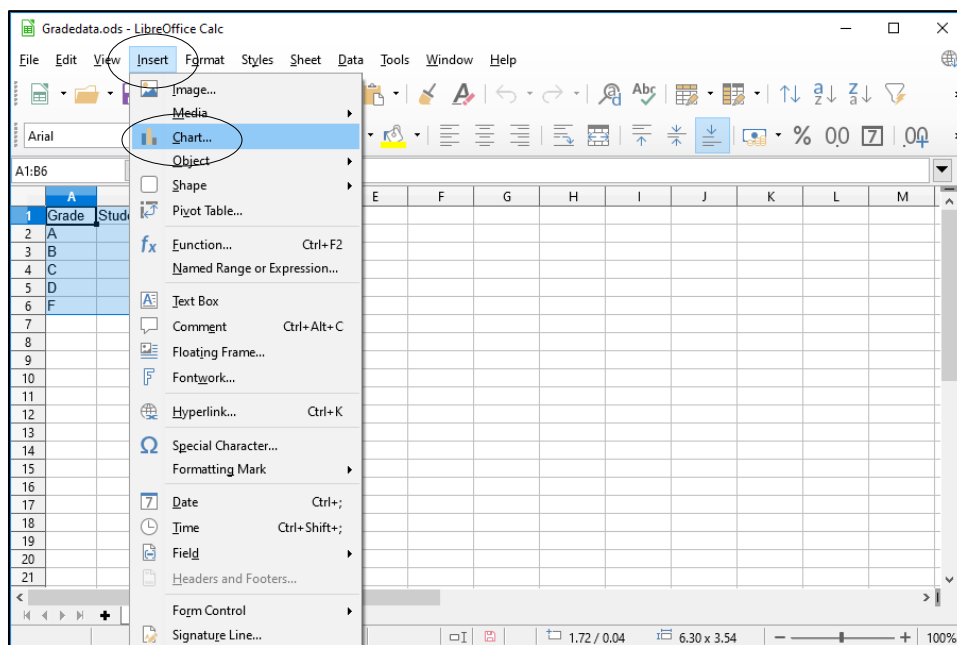 Gradedata.ods - LibreOffice Calc
File Edit View Insert Format Styles Sheet Data Tools Window Help
Image...
Media
Arial
Chart...
% 0.0 7 .00
A1:B6
Object
Shape
Pivot Table...
Function... Ctrl+F2
Named Range or Expression...
Text Box
Comment Ctrl+Alt+C
Floating Frame...
Fontwork...
Hyperlink... Ctrl+K
Special Character...
Formatting Mark
Date Ctrl+;
Time Ctrl+Shift+;
Field
Headers and Footers...
Form Control
Signature Line...
A E F G H I J K L M
1 Grade
2 A
3 B
4 C
5 D
6 F
7
8
9
10
11
12
13
14
15
16
17
18
19
20
21
1.72 / 0.04 6.30 x 3.54 100%